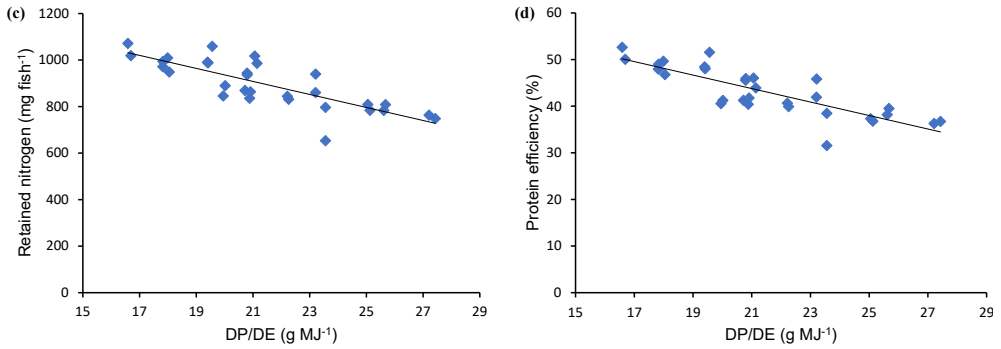 (c)
1200
1000
800
600
400
200
0
Retained nitrogen (mg fish⁻¹)
15 17 19 21 23 25 27 29
DP/DE (g MJ⁻¹)
(d)
60
50
40
30
20
10
0
Protein efficiency (%)
15 17 19 21 23 25 27 29
DP/DE (g MJ⁻¹)